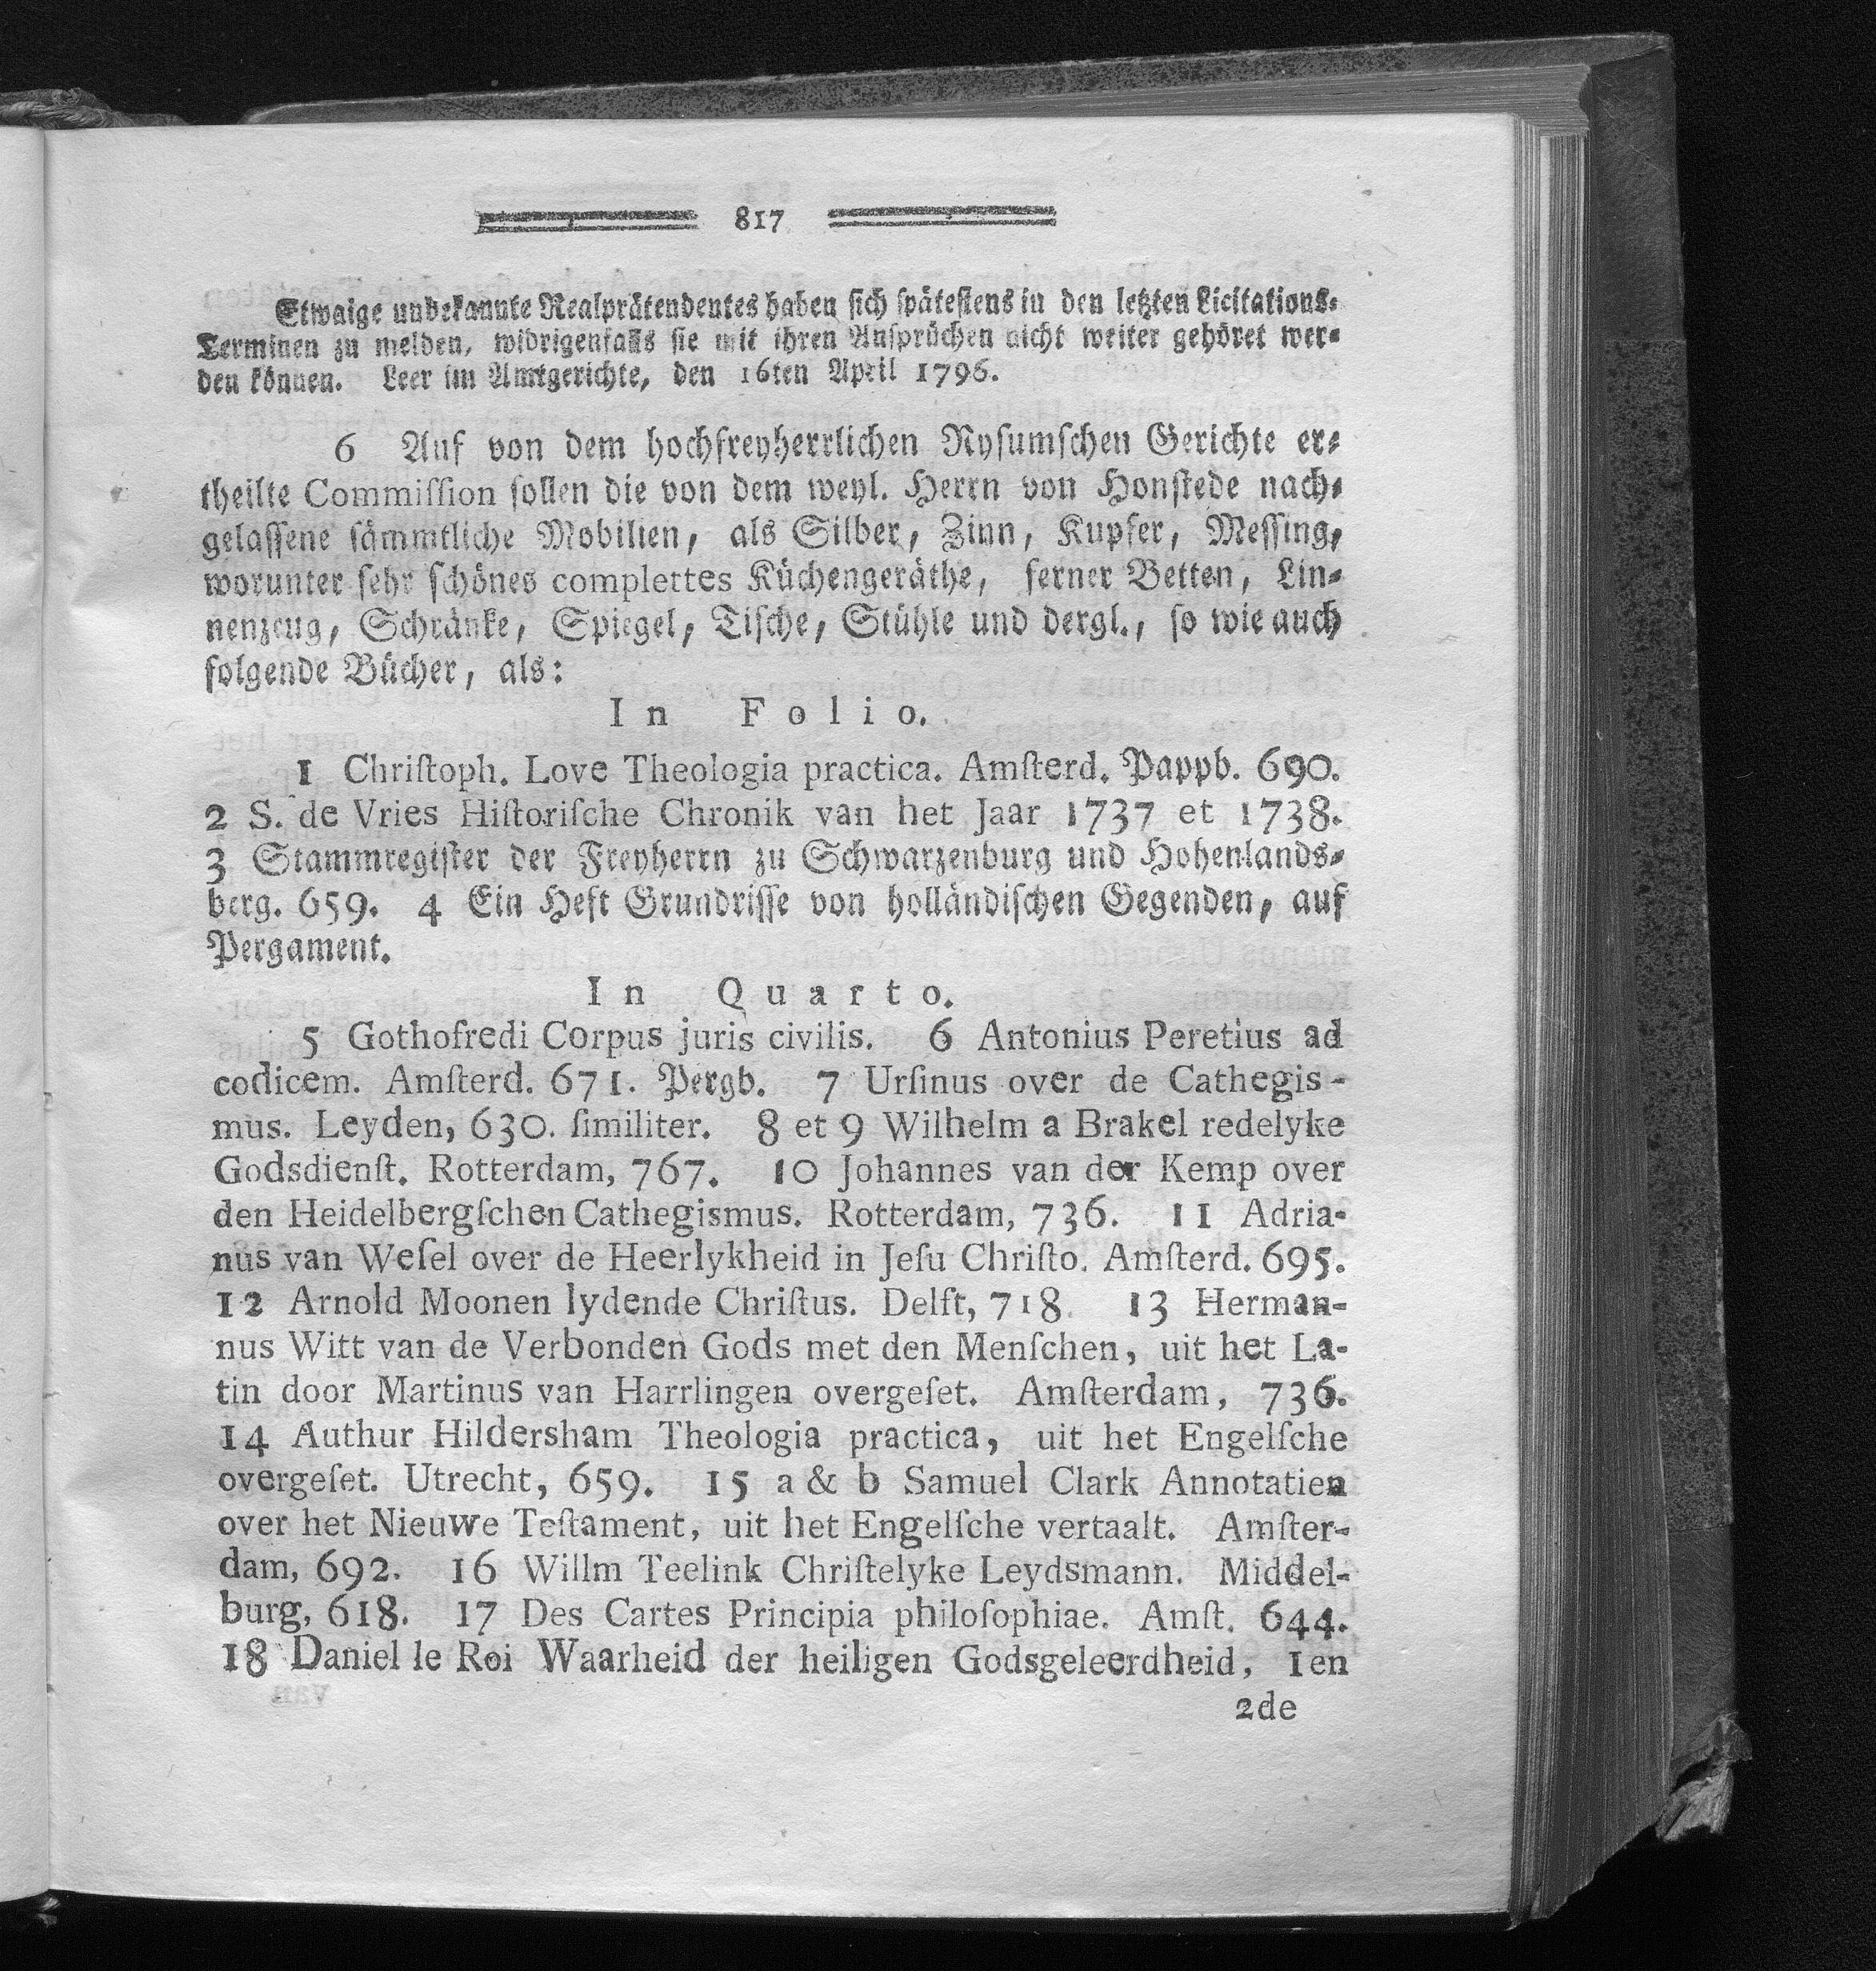 817
Etwaige unbekannte Realprätendentes haben sich spätestens in den letzten Licitations-
Terminen zu melden, widrigenfalls sie mit ihren Ansprüchen nicht weiter gehöret wer-
den können. Leer im Amtgerichte, den 16ten April 1796.
6 Auf von dem hochfreyherrlichen Rysumschen Gerichte er-
theilte Commiſſion sollen die von dem weyl. Herrn von Honstede nach-
gelassene sämmtliche Mobilien, als Silber, Zinn, Kupfer, Messing,
worunter sehr schönes complettes Küchengeräthe, ferner Betten, Lin-
nenzeug, Schränke, Spiegel, Tische, Stühle und dergl., so wie auch
folgende Bücher, als:
In Folio.
1 Chriſtoph. Love Theologia practica. Amſterd. Pappb. 690.
2 S. de Vries Hiſtoriſche Chronik van het Jaar 1737 et 1738.
3 Stammregister der Freyherrn zu Schwarzenburg und Hohenlands-
berg. 659. 4 Ein Heft Grundrisse von holländischen Gegenden, auf
Pergament.
In Quarto.
5 Gothofredi Corpus juris civilis. 6 Antonius Peretius ad
codicem. Amſterd. 671. Pergb. 7 Urſinus over de Cathegis-
mus. Leyden, 630. ſimiliter. 8 et 9 Wilhelm a Brakel redelyke
Godsdienſt. Rotterdam, 767. 10 Johannes van der Kemp over
den Heidelbergſchen Cathegismus. Rotterdam, 736. 11 Adria-
nus van Weſel over de Heerlykheid in Jeſu Chriſto. Amſterd. 695.
12 Arnold Moonen lydende Chriſtus. Delft, 718. 13 Herman-
nus Witt van de Verbonden Gods met den Menſchen, uit het La-
tin door Martinus van Harrlingen overgeſet. Amſterdam, 736.
14 Authur Hildersham Theologia practica, uit het Engelſche
overgeſet. Utrecht, 659. 15 a & b Samuel Clark Annotatien
over het Nieuwe Teſtament, uit het Engelſche vertaalt. Amſter-
dam, 692. 16 Willm Teelink Chriſtelyke Leydsmann. Middel-
burg, 618. 17 Des Cartes Principia philoſophiae. Amſt. 644.
18 Daniel le Roi Waarheid der heiligen Godsgeleerdheid, 1en
2de